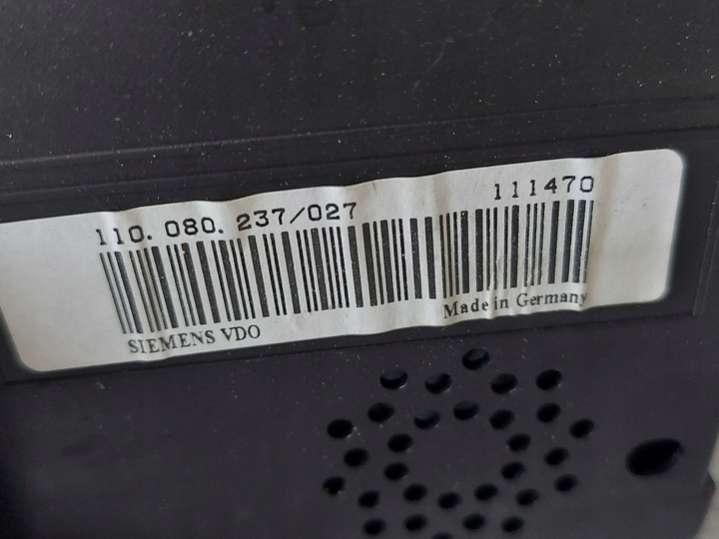 110. 080. 237/027 111470
SIEMENS VDO Made in Germany